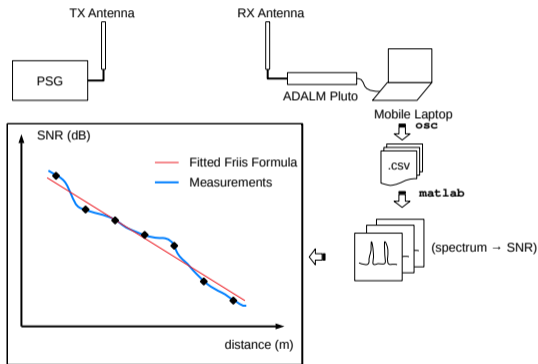 TX Antenna
RX Antenna
PSG
ADALM Pluto
Mobile Laptop
osc
.csv
matlab
(spectrum → SNR)
SNR (dB)
Fitted Friis Formula
Measurements
distance (m)